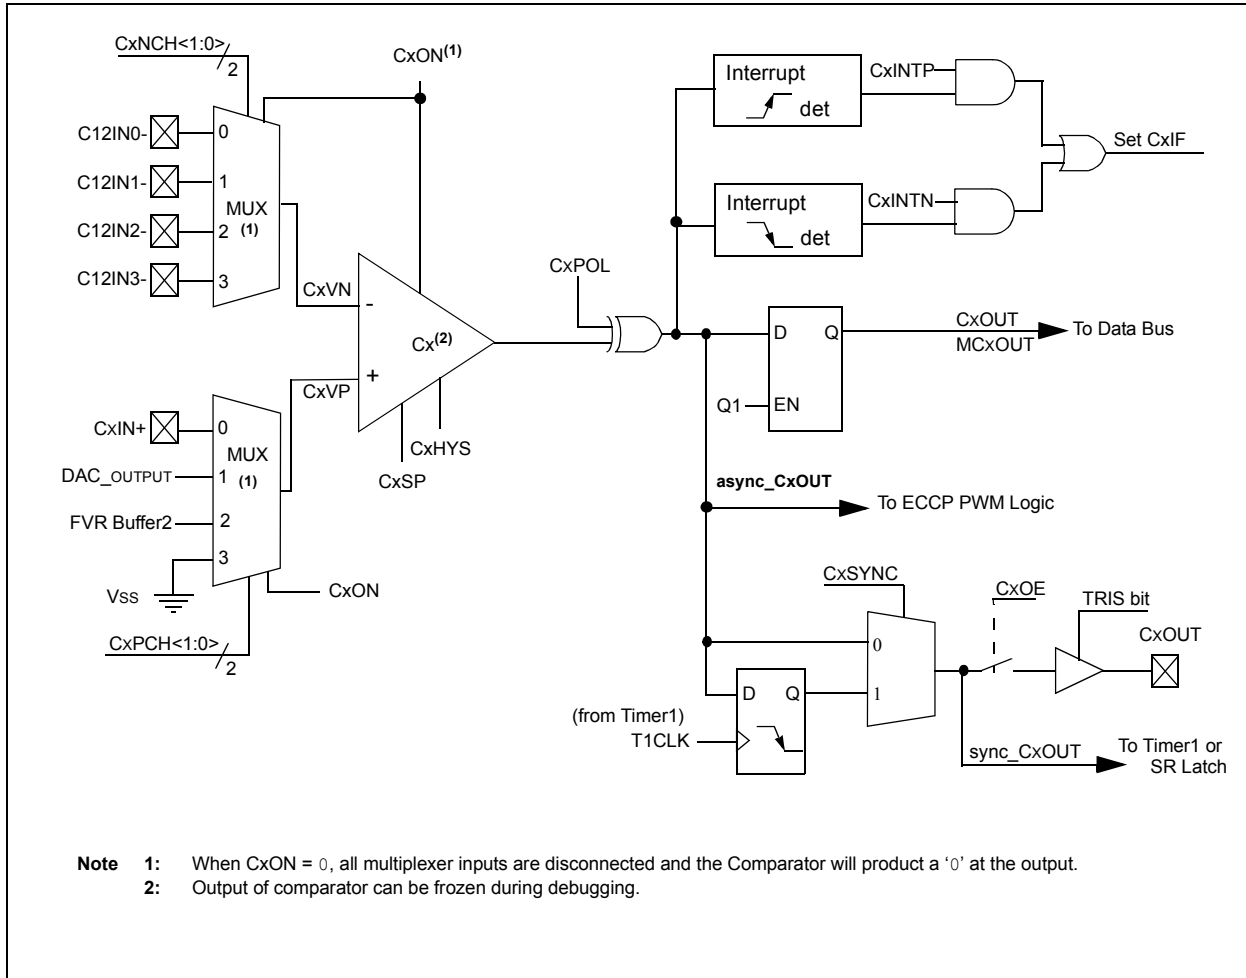 CxNCH<1:0>
2
CxON(1)
C12IN0-
0
C12IN1-
1
MUX
(1)
C12IN2-
2
C12IN3-
3
CxVN
-
Cx(2)
+
CxVP
CxHYS
CxSP
CxIN+
0
MUX
(1)
DAC_OUTPUT
1
FVR Buffer2
2
3
VSS
CxON
CxPCH<1:0>
2
CxPOL
Interrupt
det
CxINTP
Interrupt
det
CxINTN
Set CxIF
D
Q
Q1
EN
CxOUT
MCxOUT
To Data Bus
async_CxOUT
To ECCP PWM Logic
CxSYNC
0
1
D
Q
(from Timer1)
T1CLK
CxOE
TRIS bit
CxOUT
sync_CxOUT
To Timer1 or
SR Latch
Note 1: When CxON = 0, all multiplexer inputs are disconnected and the Comparator will product a ‘0’ at the output.
2: Output of comparator can be frozen during debugging.